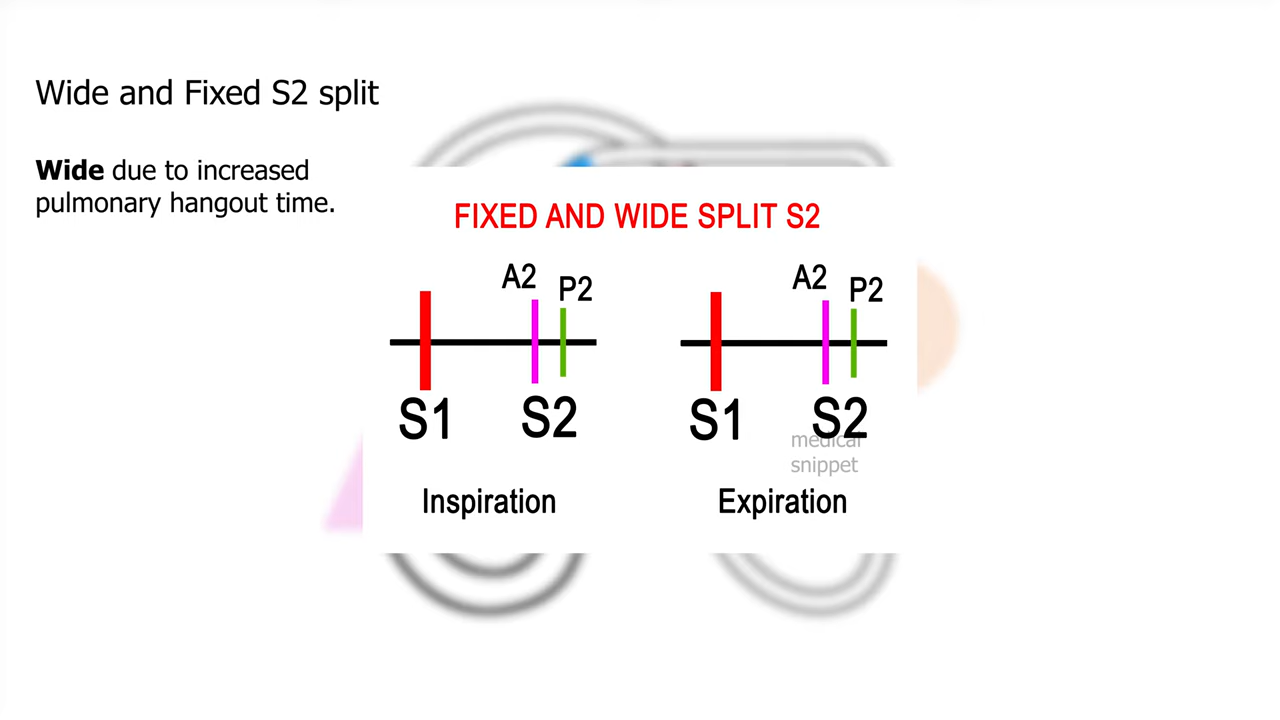 Wide and Fixed S2 split
Wide due to increased
pulmonary hangout time.
FIXED AND WIDE SPLIT S2
A2 P2
S1 S2
Inspiration
A2 P2
S1 S2
medical
snippet
Expiration